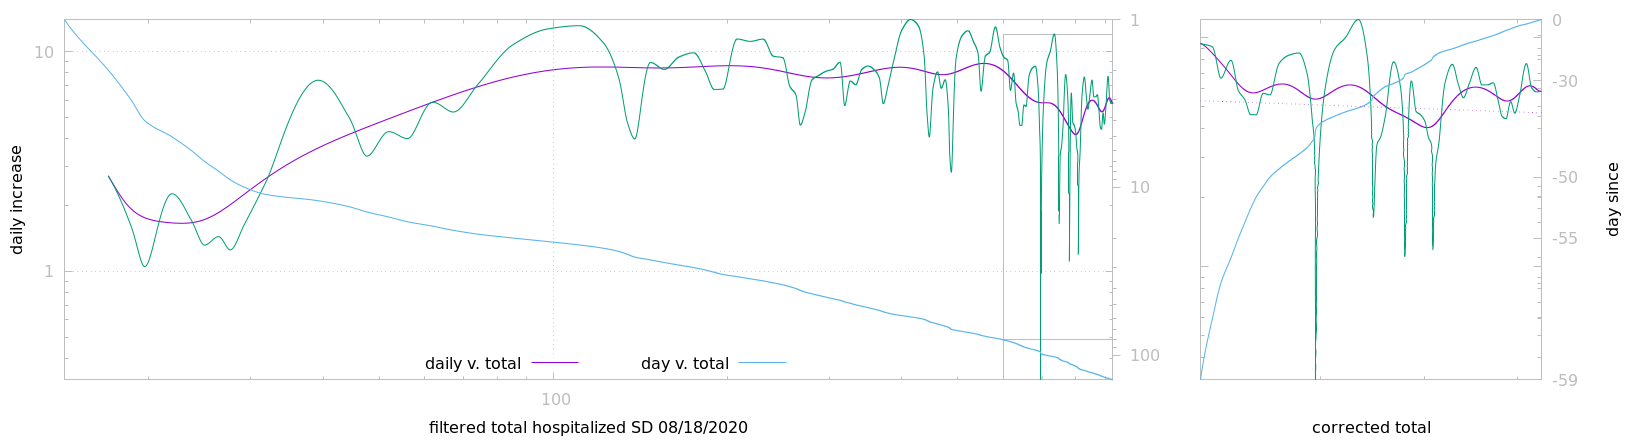 10
1
daily increase
daily v. total
day v. total
100
filtered total hospitalized SD 08/18/2020
1
10
100
0
-30
-50
-55
-59
day since
corrected total